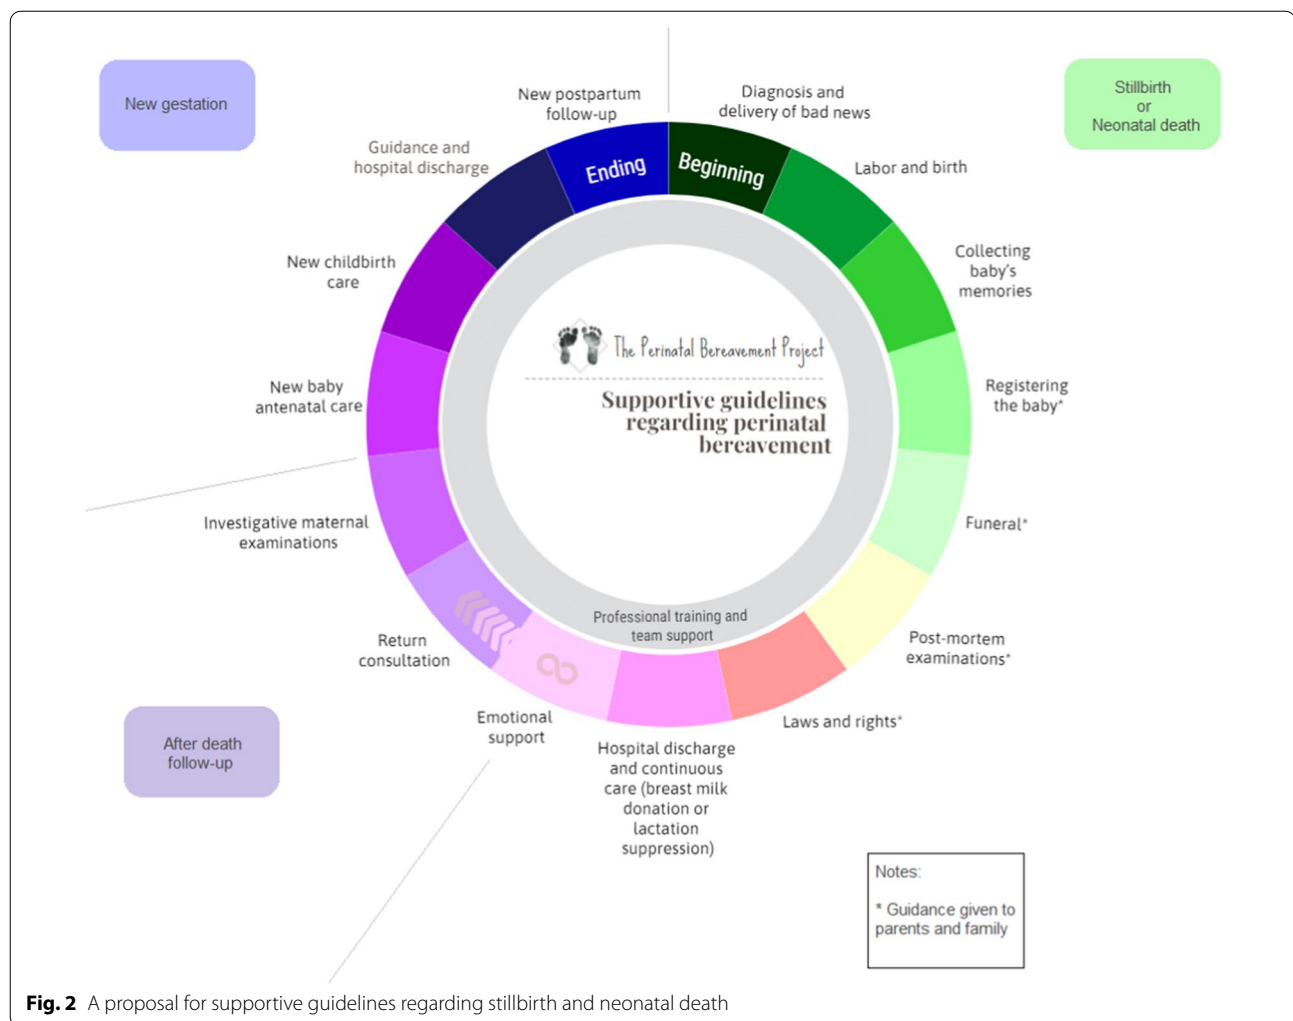 New gestation
Stillbirth
or
Neonatal death
New postpartum
follow-up
Diagnosis and
delivery of bad news
Guidance and
hospital discharge
Ending
Beginning
Labor and birth
New childbirth
care
Collecting
baby's
memories
The Perinatal Bereavement Project
Supportive guidelines
regarding perinatal
bereavement
New baby
antenatal care
Registering
the baby*
Investigative maternal
examinations
Funeral*
Professional training and
team support
Return
consultation
Post-mortem
examinations*
Emotional
support
Laws and rights*
After death
follow-up
Hospital discharge
and continuous
care (breast milk
donation or
lactation
suppression)
Notes:
* Guidance given to
parents and family
Fig. 2 A proposal for supportive guidelines regarding stillbirth and neonatal death